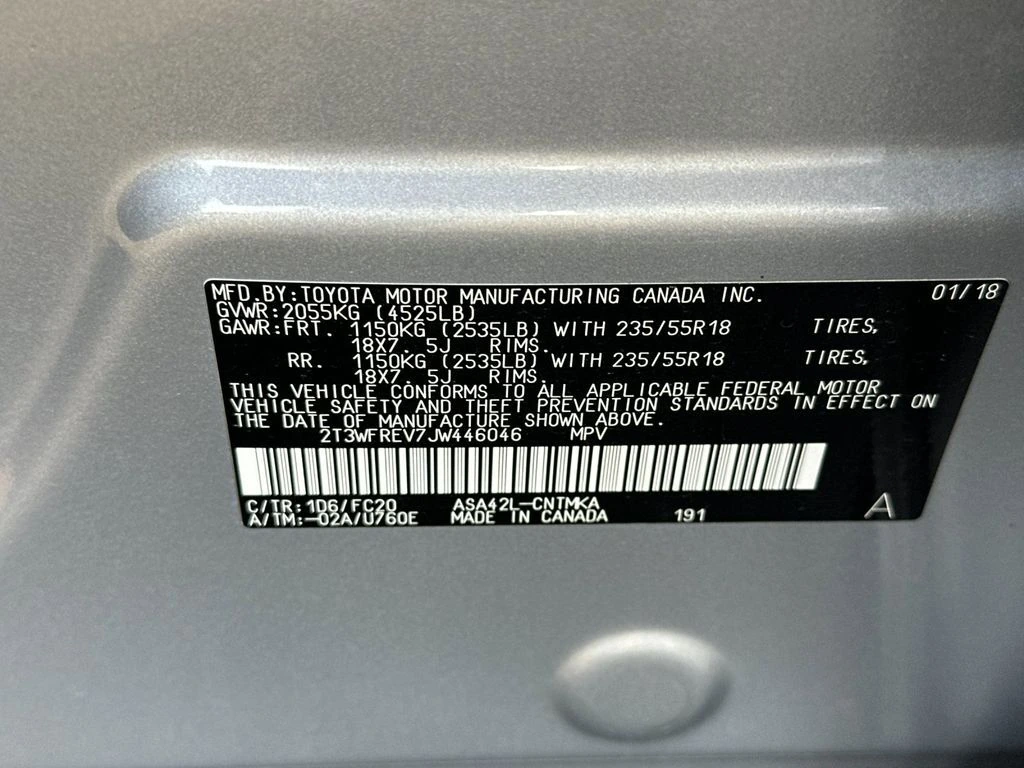 MFD.BY:TOYOTA MOTOR MANUFACTURING CANADA INC. 01/18
GVWR:2055KG (4525LB)
GAWR:FRT. 1150KG (2535LB) WITH 235/55R18 TIRES,
18X7. 5J RIMS.
RR. 1150KG (2535LB) WITH 235/55R18 TIRES,
18X7. 5J RIMS.
THIS VEHICLE CONFORMS TO ALL APPLICABLE FEDERAL MOTOR
VEHICLE SAFETY AND THEFT PREVENTION STANDARDS IN EFFECT ON
THE DATE OF MANUFACTURE SHOWN ABOVE.
2T3WFREV7JW446046 MPV
C/TR:1D6/FC20 ASA42L-CNTMKA
A/TM:-02A/U760E MADE IN CANADA 191 A